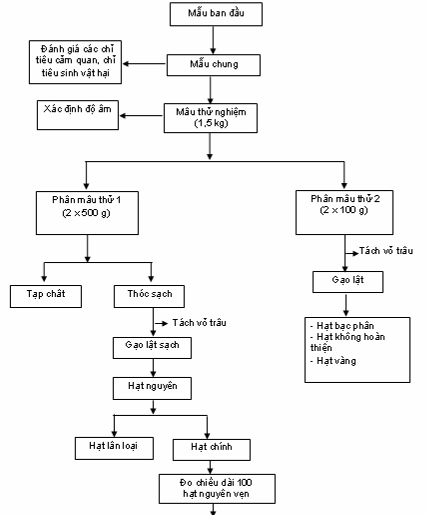 Mẫu ban đầu
Đánh giá các chỉ
tiêu cảm quan, chỉ
tiêu sinh vật hại
Mẫu chung
Xác định độ ẩm
Mẫu thử nghiệm
(1,5 kg)
Phần mẫu thử 1
(2 x 500 g)
Phần mẫu thử 2
(2 x 100 g)
Tách vỏ trấu
Tạp chất
Thóc sạch
Gạo lật
Tách vỏ trấu
Gạo lật sạch
- Hạt bạc phấn
- Hạt không hoàn
thiện
- Hạt vàng
Hạt nguyên
Hạt lẫn loại
Hạt chính
Đo chiều dài 100
hạt nguyên vẹn